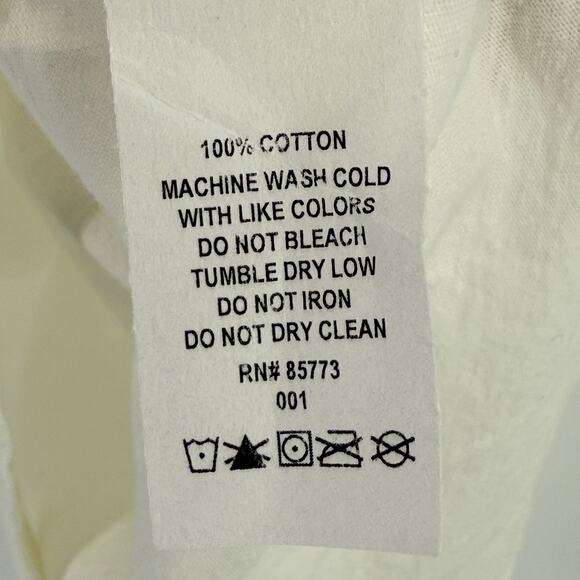 100% COTTON
MACHINE WASH COLD
WITH LIKE COLORS
DO NOT BLEACH
TUMBLE DRY LOW
DO NOT IRON
DO NOT DRY CLEAN
RN# 85773
001